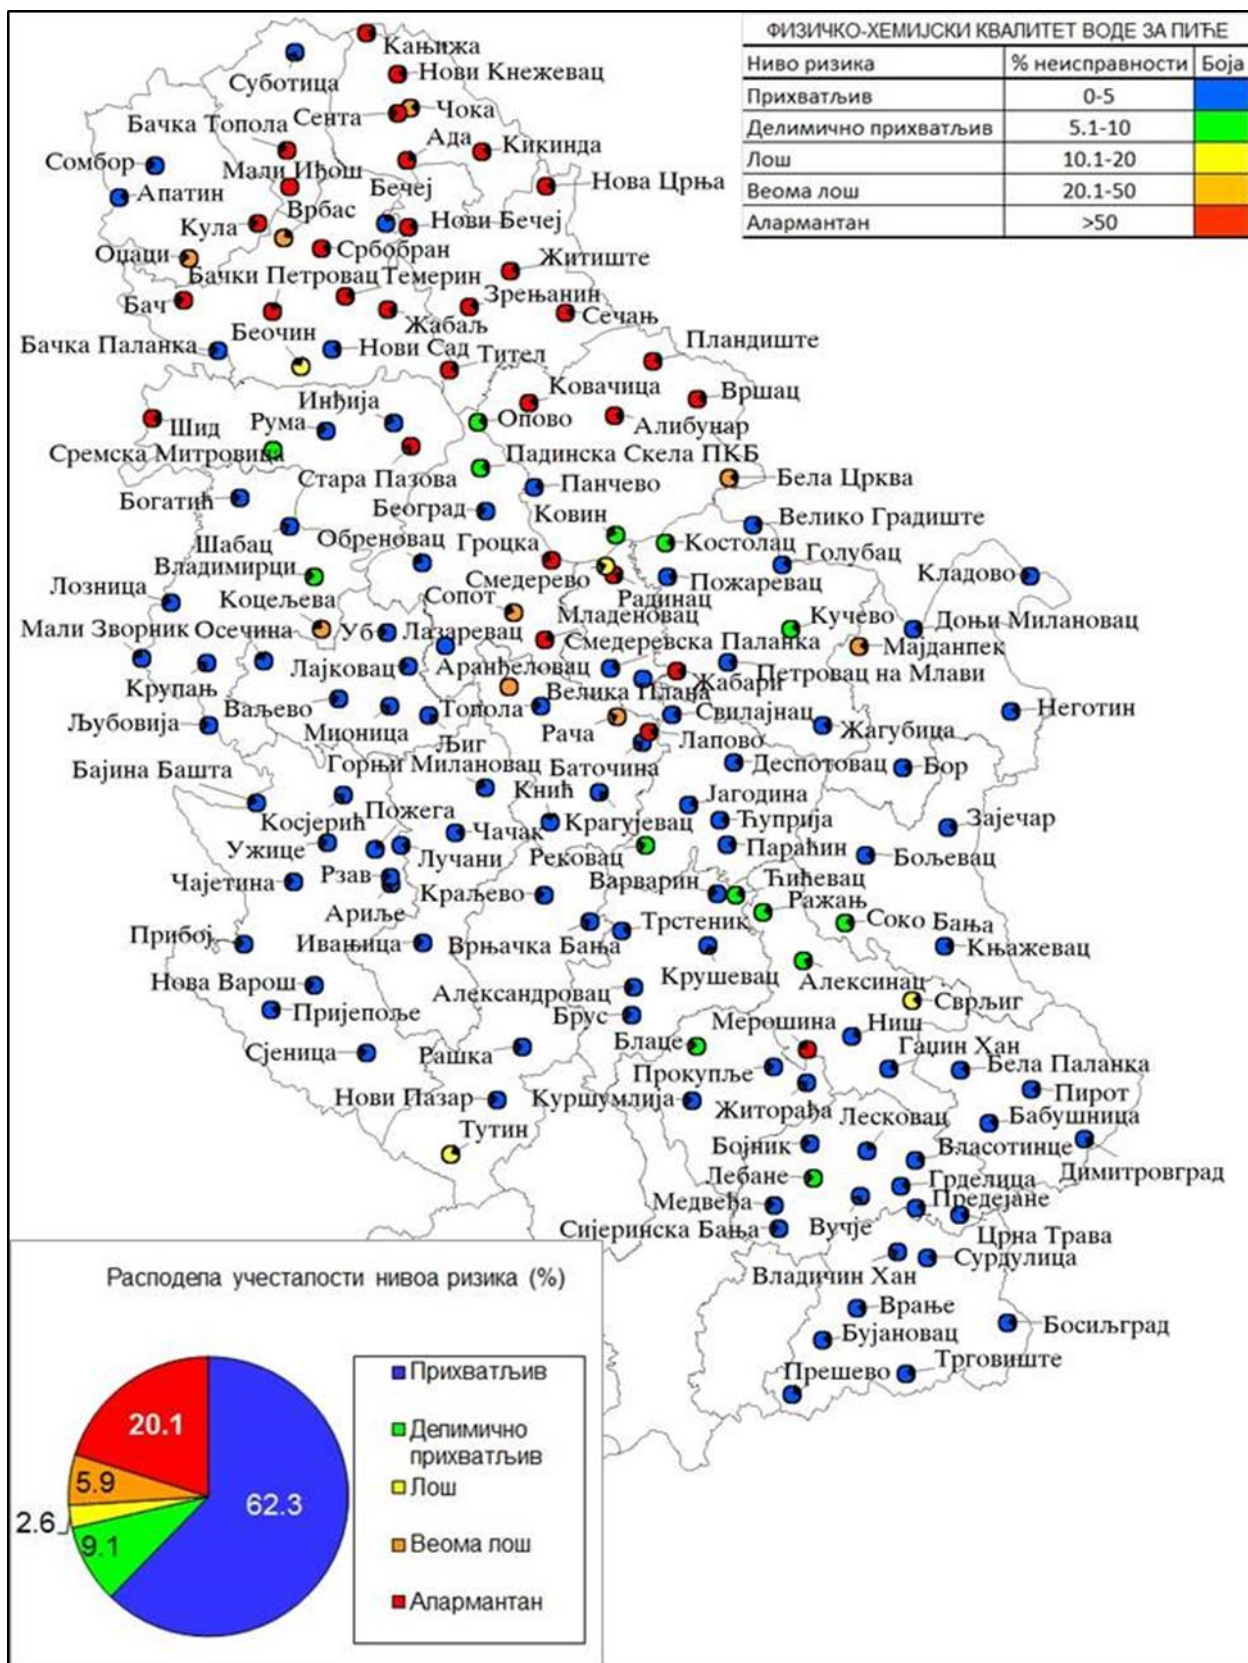 ФИЗИЧКО-ХЕМИЈСКИ КВАЛИТЕТ ВОДЕ ЗА ПИЋЕ
Ниво ризика % неисправности Боја
Прихватљив 0-5
Делимично прихватљив 5.1-10
Лош 10.1-20
Веома лош 20.1-50
Алармантан >50
Кањижа
Суботица
Нови Кнежевац
Сента
Чока
Бачка Топола
Ада
Кикинда
Сомбор
Мали Иђош
Бечеј
Нова Црња
Апатин
Врбас
Кула
Нови Бечеј
Србобран
Оџаци
Житиште
Бачки Петровац
Темерин
Бач
Зрењанин
Жабаљ
Сечањ
Беочин
Бачка Паланка
Нови Сад
Тител
Пландиште
Ковачица
Вршац
Инђија
Рума
Опово
Шид
Алибунар
Сремска Митровица
Падинска Скела ПКБ
Стара Пазова
Бела Црква
Панчево
Богатић
Београд
Ковин
Велико Градиште
Шабац
Обреновац
Гроцка
Костолац
Голубац
Владимирци
Смедерево
Пожаревац
Кладово
Лозница
Коцељева
Сопот
Радинац
Младеновац
Кучево
Доњи Милановац
Мали Зворник
Осечина
Уб
Лазаревац
Смедеревска Паланка
Мајданпек
Крупањ
Лајковац
Аранђеловац
Петровац на Млави
Жабари
Велика Плана
Ваљево
Топола
Свилајнац
Неготин
Љубовија
Мионица
Љиг
Рача
Лапово
Жагубица
Горњи Милановац
Баточина
Деспотовац
Бор
Бајина Башта
Кнић
Јагодина
Косјерић
Пожега
Чачак
Крагујевац
Ћуприја
Зајечар
Ужице
Лучани
Рековац
Параћин
Бољевац
Чајетина
Рзав
Краљево
Варварин
Ћићевац
Ариље
Ражањ
Трстеник
Соко Бања
Прибој
Ивањица
Врњачка Бања
Књажевац
Крушевац
Нова Варош
Александровац
Алексинац
Пријепоље
Брус
Сврљиг
Мерошина
Ниш
Сјеница
Рашка
Блаце
Гаџин Хан
Прокупље
Бела Паланка
Нови Пазар
Куршумлија
Житорађа
Пирот
Лесковац
Бабушница
Тутин
Бојник
Власотинце
Димитровград
Лебане
Грделица
Медвеђа
Предејане
Сијеринска Бања
Вучје
Црна Трава
Сурдулица
Владичин Хан
Врање
Босиљград
Бујановац
Трговиште
Прешево
Расподела учесталости нивоа ризика (%)
20.1
5.9
2.6
9.1
62.3
Прихватљив
Делимично
прихватљив
Лош
Веома лош
Алармантан